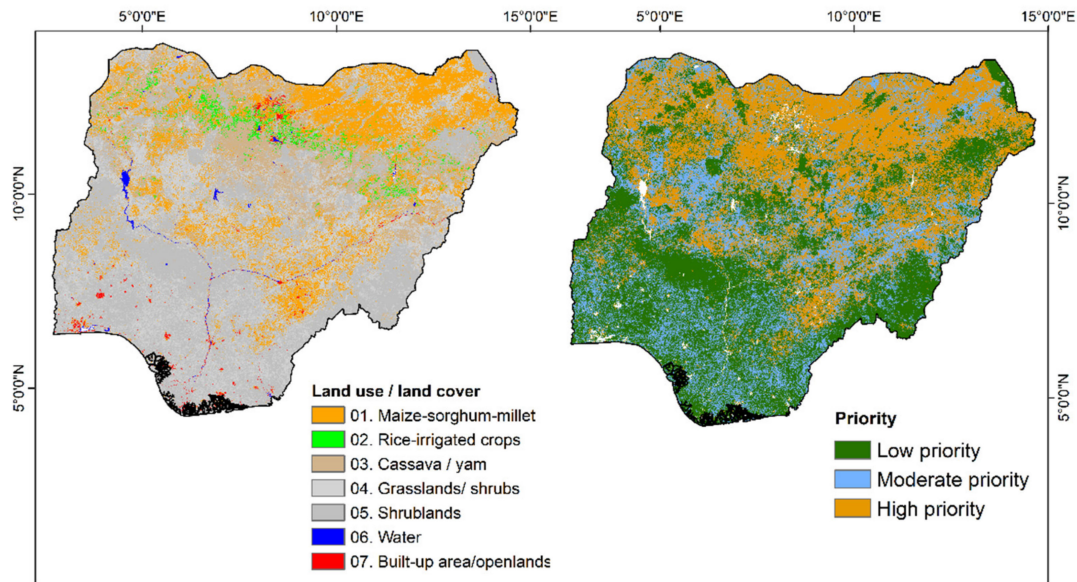 5°0'0"E 10°0'0"E 15°0'0"E 5°0'0"E 10°0'0"E 15°0'0"E
10°0'0"N
5°0'0"N
10°0'0"N
5°0'0"N
Land use / land cover
01. Maize-sorghum-millet
02. Rice-irrigated crops
03. Cassava / yam
04. Grasslands/ shrubs
05. Shrublands
06. Water
07. Built-up area/openlands
Priority
Low priority
Moderate priority
High priority